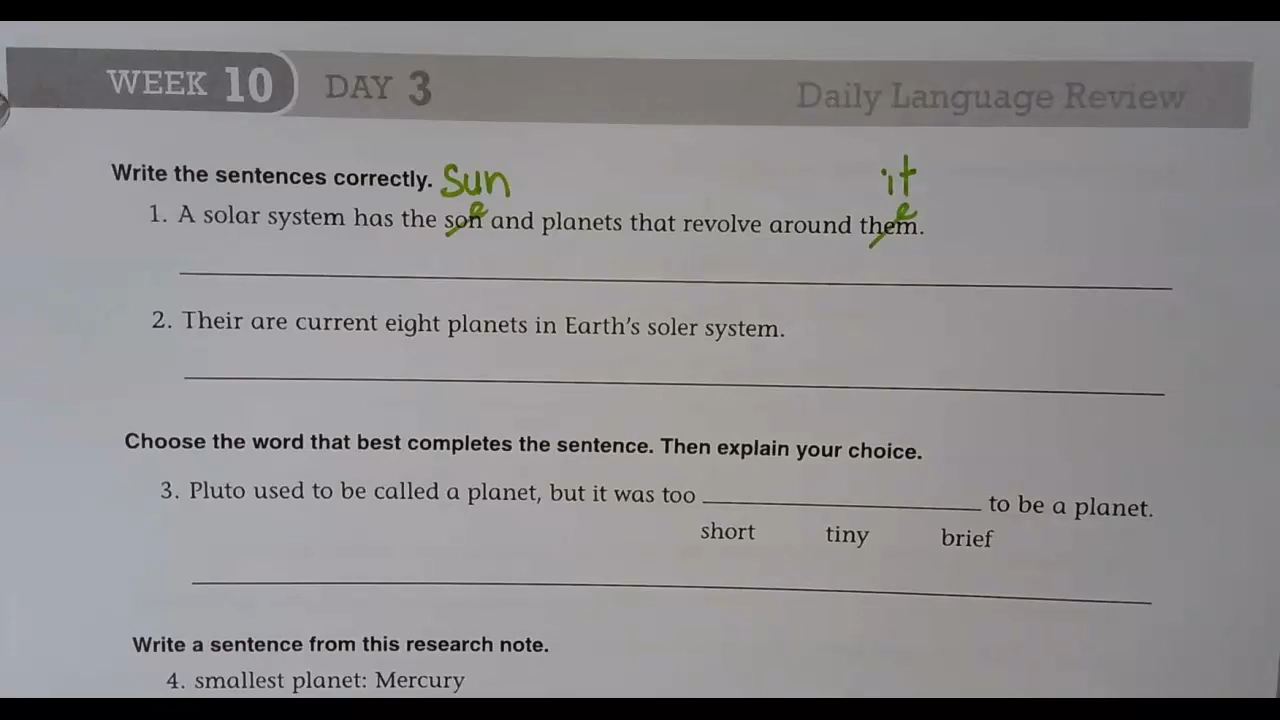 WEEK 10 DAY 3 Daily Language Review
Write the sentences correctly. Sun it
1. A solar system has the son and planets that revolve around them.
2. Their are current eight planets in Earth's soler system.
Choose the word that best completes the sentence. Then explain your choice.
3. Pluto used to be called a planet, but it was too ____________ to be a planet.
short tiny brief
Write a sentence from this research note.
4. smallest planet: Mercury